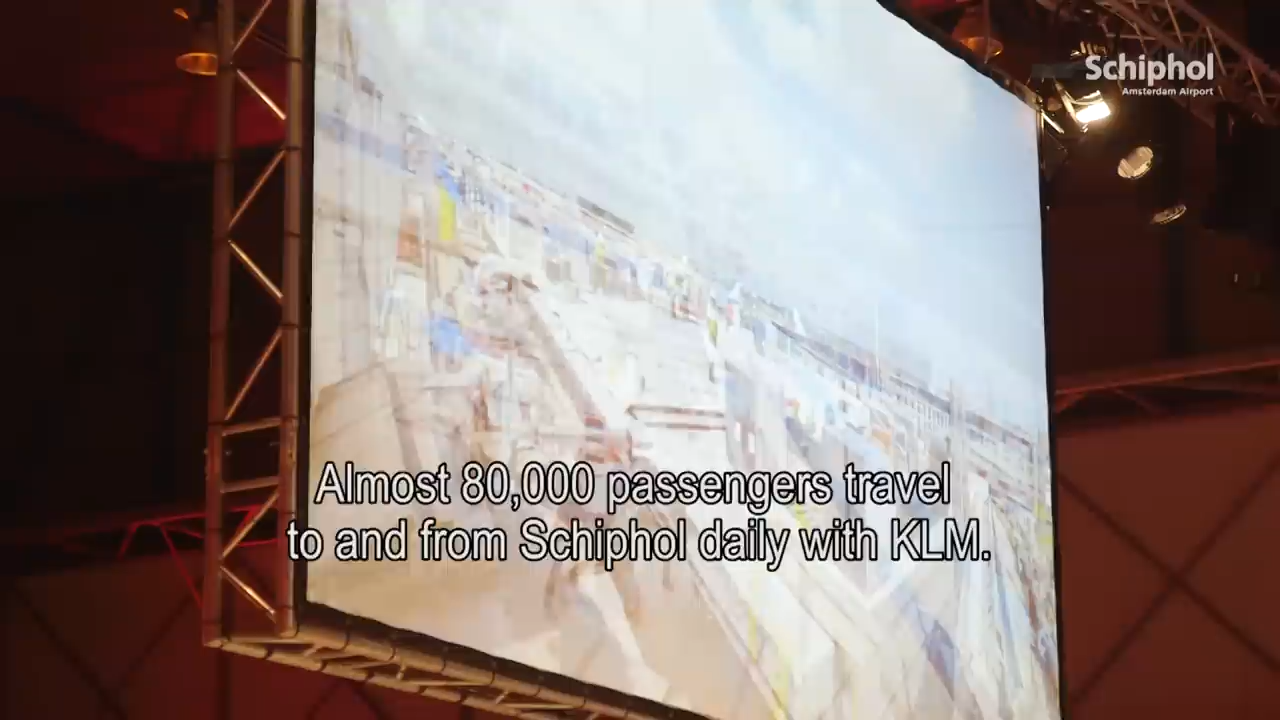 Schiphol
Amsterdam Airport
Almost 80,000 passengers travel
to and from Schiphol daily with KLM.